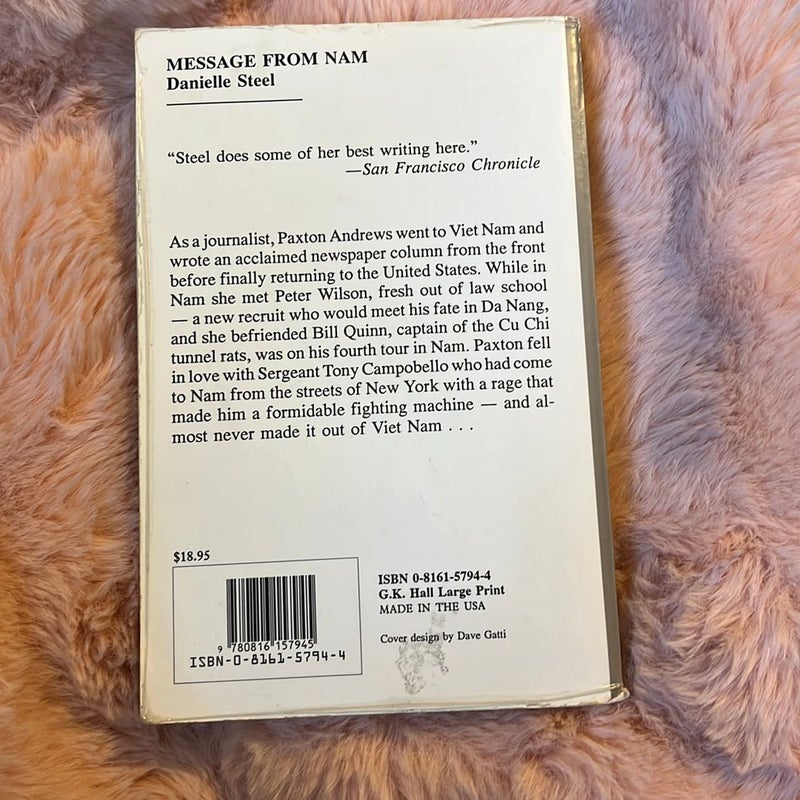 MESSAGE FROM NAM
Danielle Steel
“Steel does some of her best writing here.”
—San Francisco Chronicle
As a journalist, Paxton Andrews went to Viet Nam and
wrote an acclaimed newspaper column from the front
before finally returning to the United States. While in
Nam she met Peter Wilson, fresh out of law school
— a new recruit who would meet his fate in Da Nang,
and she befriended Bill Quinn, captain of the Cu Chi
tunnel rats, was on his fourth tour in Nam. Paxton fell
in love with Sergeant Tony Campobello who had come
to Nam from the streets of New York with a rage that
made him a formidable fighting machine — and al-
most never made it out of Viet Nam . . .
$18.95
9 780816 157945
ISBN-0-8161-5794-4
ISBN 0-8161-5794-4
G.K. Hall Large Print
MADE IN THE USA
Cover design by Dave Gatti